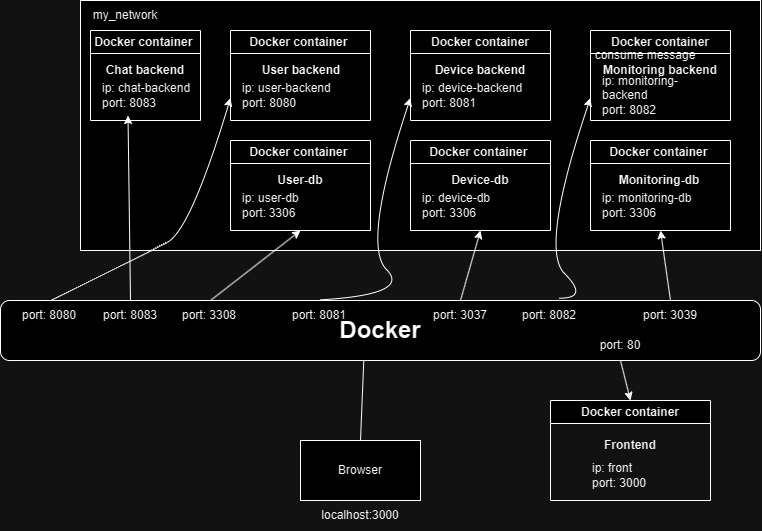 my_network
Docker container
Chat backend
ip: chat-backend
port: 8083
Docker container
User backend
ip: user-backend
port: 8080
Docker container
Device backend
ip: device-backend
port: 8081
Docker container
consume message
Monitoring backend
ip: monitoring-
backend
port: 8082
Docker container
User-db
ip: user-db
port: 3306
Docker container
Device-db
ip: device-db
port: 3306
Docker container
Monitoring-db
ip: monitoring-db
port: 3306
port: 8080
port: 8083
port: 3308
port: 8081
port: 3037
port: 8082
port: 3039
Docker
port: 80
Docker container
Frontend
ip: front
port: 3000
Browser
localhost:3000